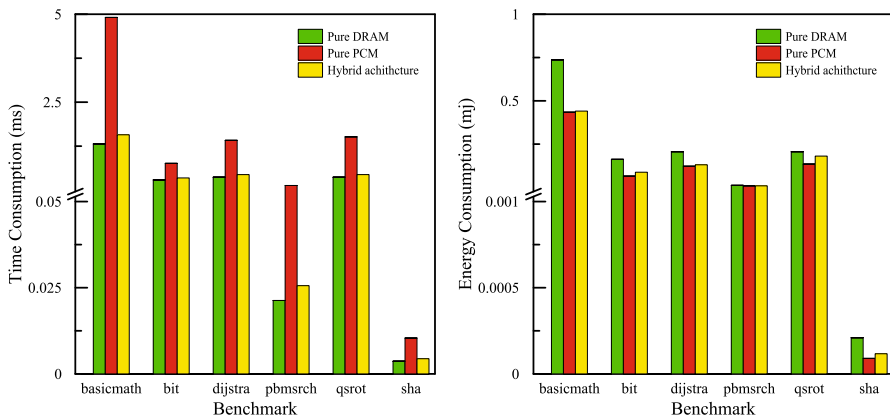 5
2.5
0.05
0.025
0
Time Consumption (ms)
Pure DRAM
Pure PCM
Hybrid achithcture
basicmath bit dijstra pbmsrch qsrot sha
Benchmark
1
0.5
0.001
0.0005
0
Energy Consumption (mj)
Pure DRAM
Pure PCM
Hybrid achithcture
basicmath bit dijstra pbmsrch qsrot sha
Benchmark